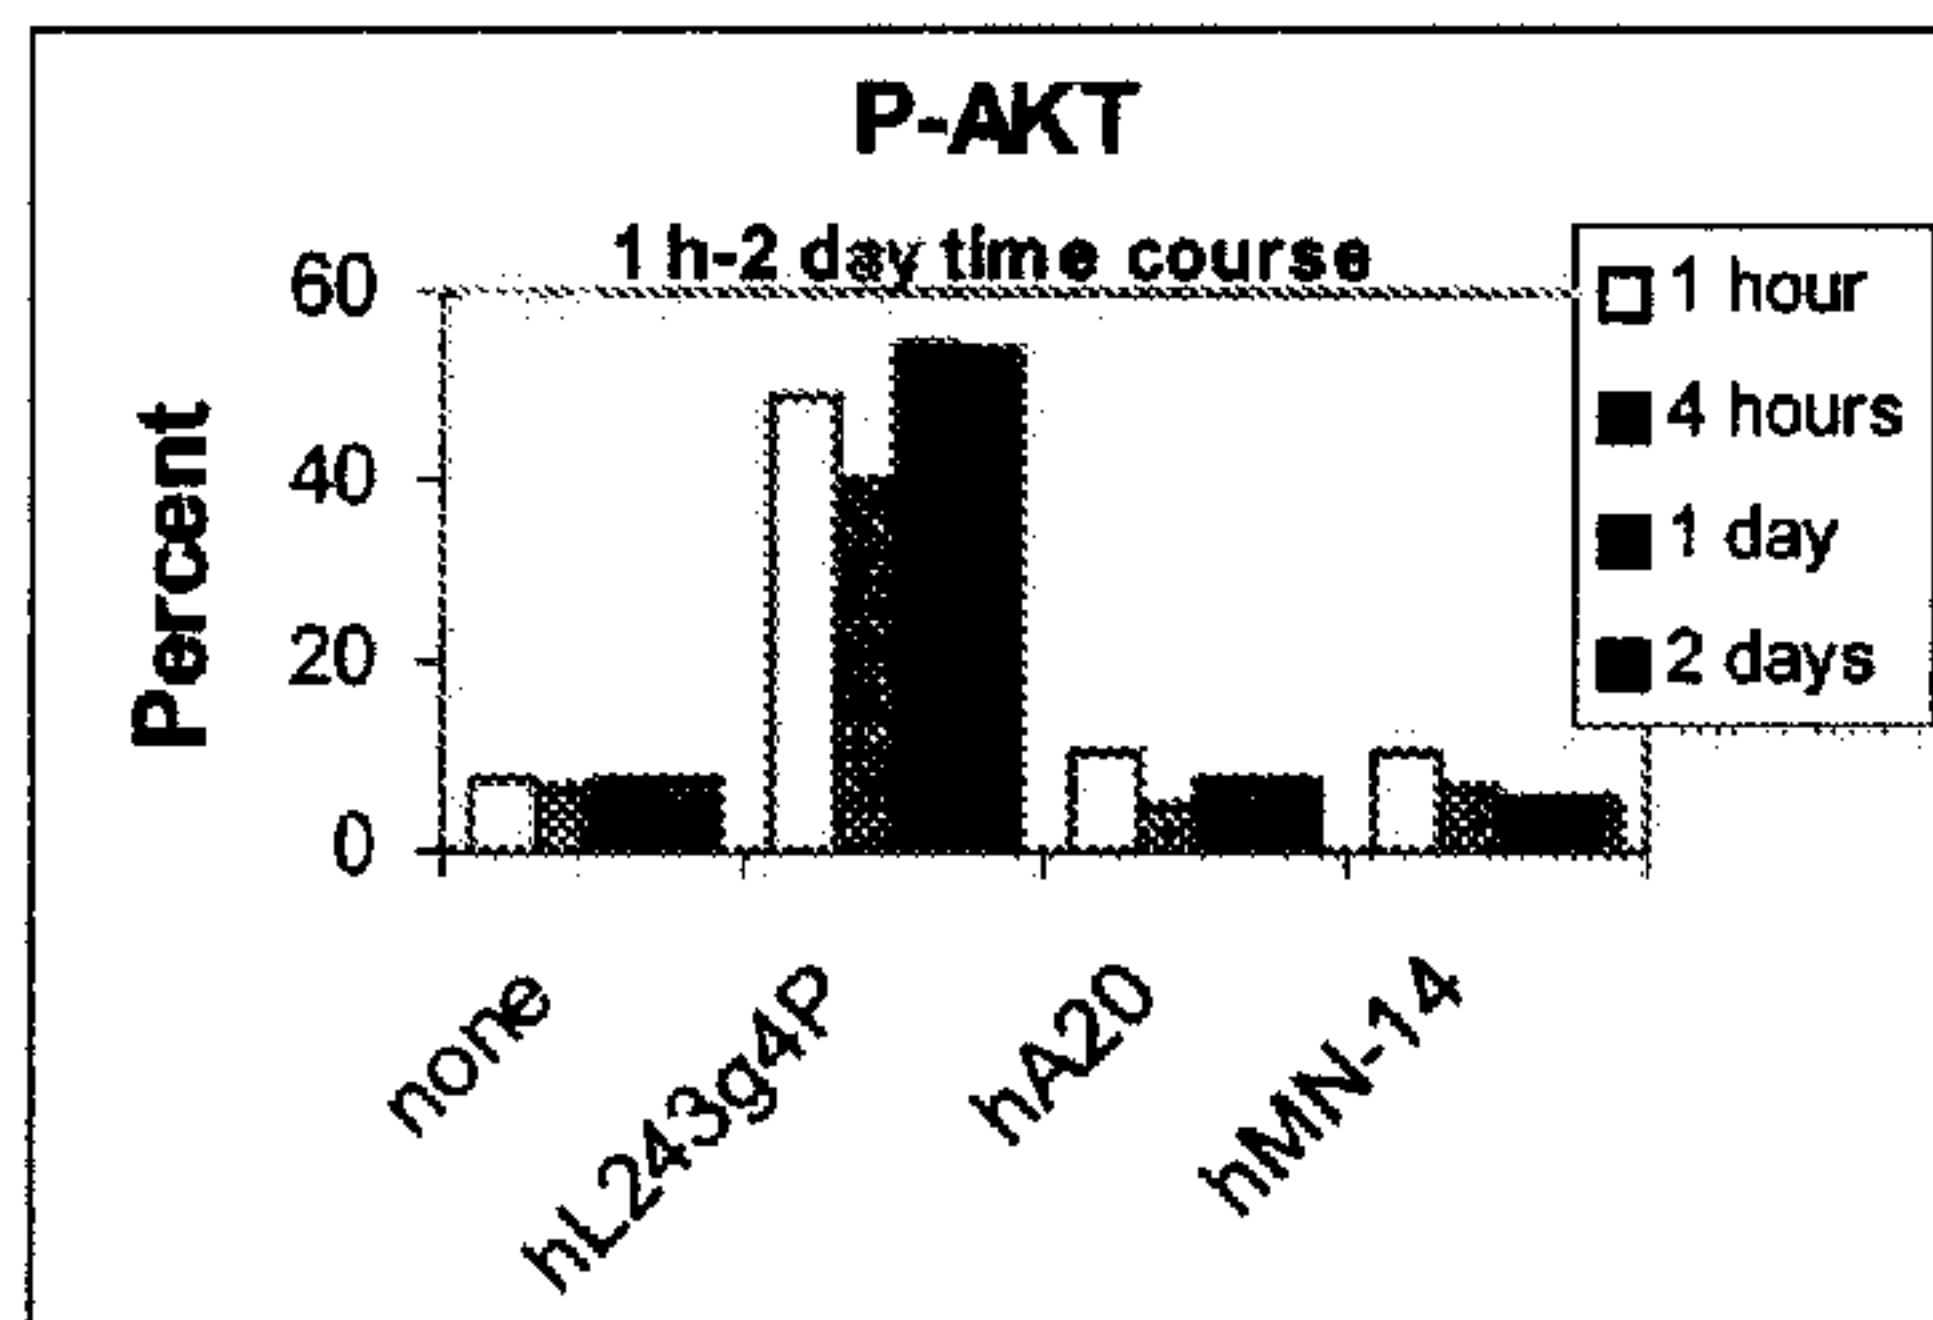 P-AKT
1 h-2 day time course
Percent
60
40
20
0
1 hour
4 hours
1 day
2 days
none
hL243g4P
hA20
hMN-14